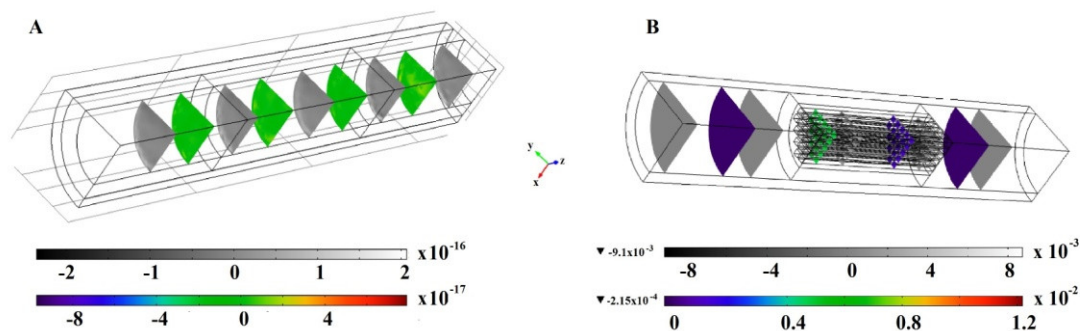 A
B
y
z
x
x 10-16
-2 -1 0 1 2
x 10-17
-8 -4 0 4
▼ -9.1x10-3
x 10-3
-8 -4 0 4 8
▼ -2.15x10-4
x 10-2
0 0.4 0.8 1.2